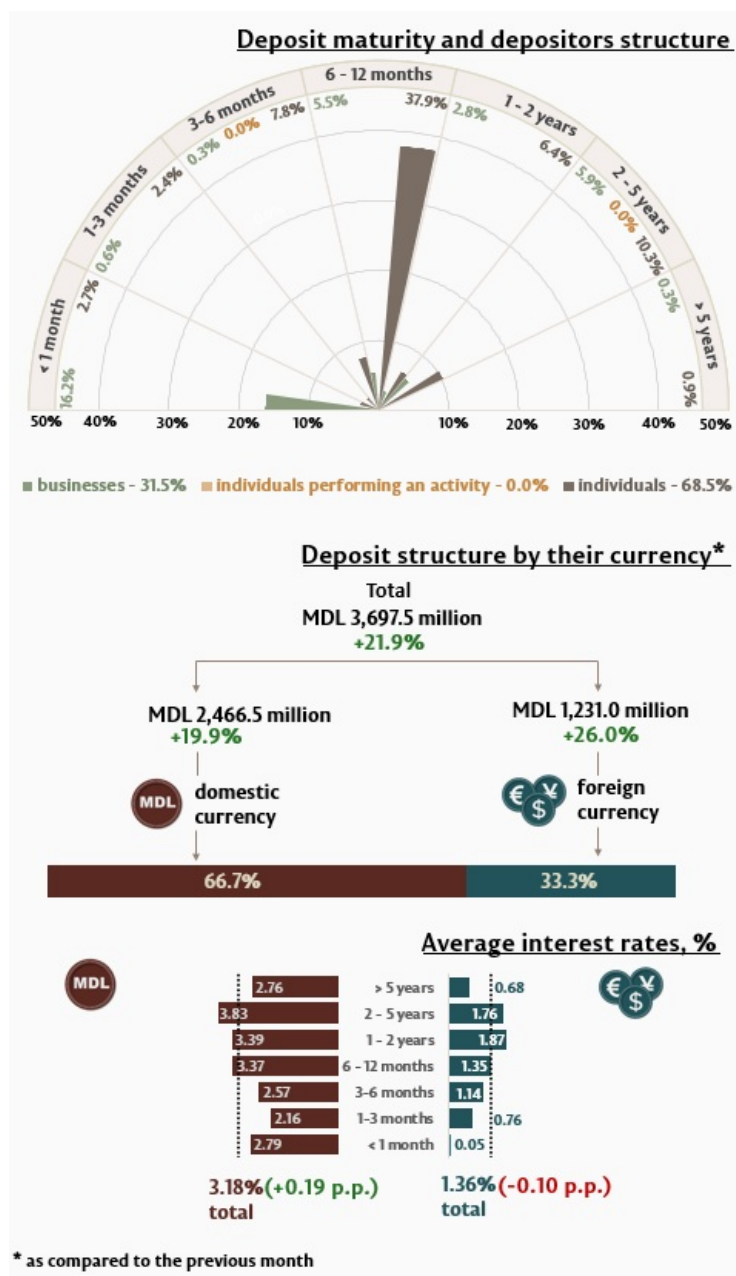 Deposit maturity and depositors structure
6 - 12 months
3-6 months
1 - 2 years
1-3 months
2 - 5 years
< 1 month
> 5 years
16.2%
2.7%
0.6%
2.4%
0.3%
0.0%
7.8%
5.5%
37.9%
2.8%
6.4%
5.9%
0.0%
10.3%
0.3%
0.9%
50% 40% 30% 20% 10% 10% 20% 30% 40% 50%
businesses - 31.5% individuals performing an activity - 0.0% individuals - 68.5%
Deposit structure by their currency*
Total
MDL 3,697.5 million
+21.9%
MDL 2,466.5 million
+19.9%
MDL 1,231.0 million
+26.0%
MDL
domestic
currency
€ ¥ $
foreign
currency
66.7% 33.3%
Average interest rates, %
MDL
€ ¥ $
2.76 > 5 years 0.68
3.83 2 - 5 years 1.76
3.39 1 - 2 years 1.87
3.37 6 - 12 months 1.35
2.57 3-6 months 1.14
2.16 1-3 months 0.76
2.79 < 1 month 0.05
3.18% (+0.19 p.p.)
total
1.36% (-0.10 p.p.)
total
* as compared to the previous month